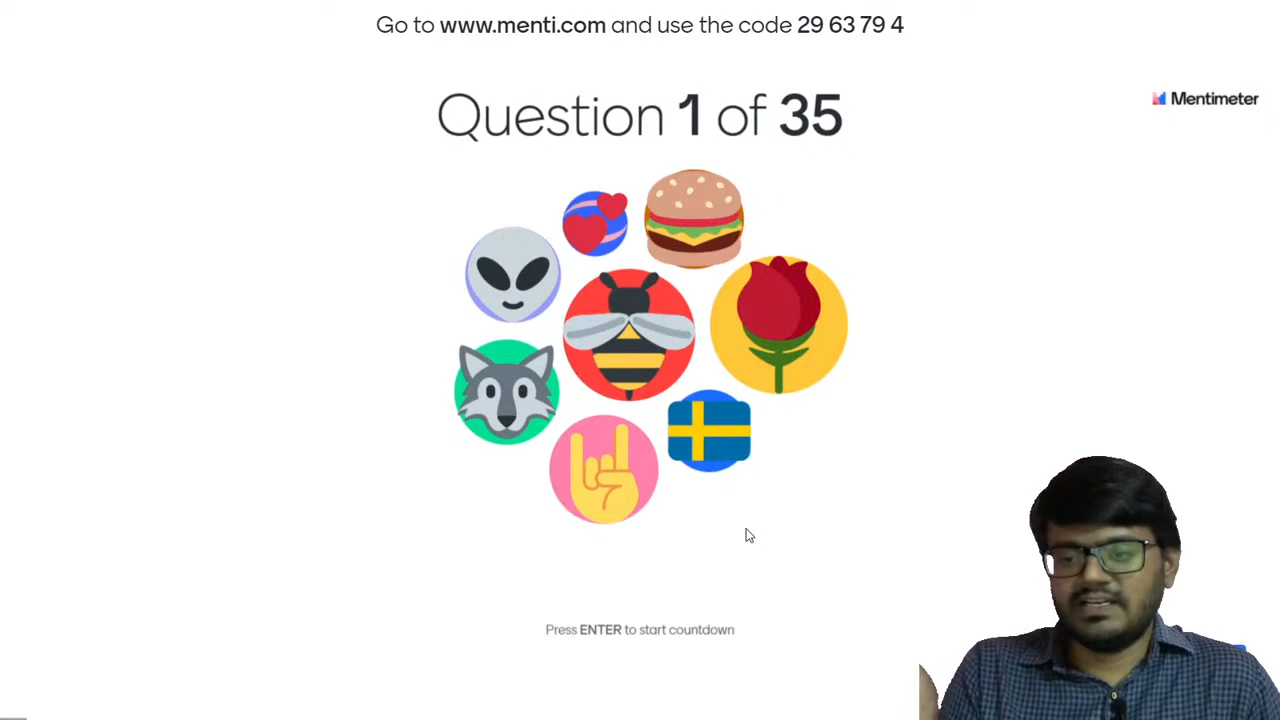 Go to www.menti.com and use the code 29 63 79 4
Mentimeter
Question 1 of 35
Press ENTER to start countdown